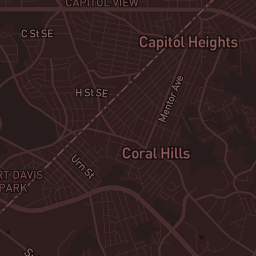 CAPITOL VIEW
C St SE
Capitol Heights
H St SE
Mentor Ave
Coral Hills
Urn St
RT DAVIS
PARK
S.